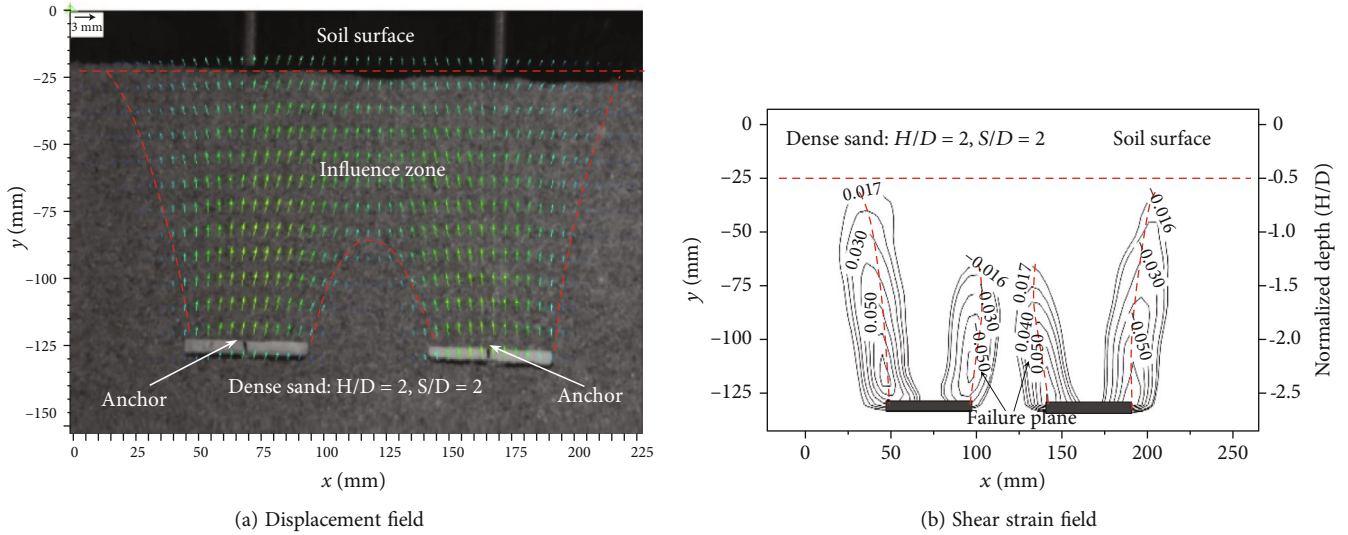 3 mm
Soil surface
Influence zone
Anchor
Anchor
Dense sand: H/D = 2, S/D = 2
0
−25
−50
−75
−100
−125
−150
y (mm)
0 25 50 75 100 125 150 175 200 225
x (mm)
(a) Displacement field
Dense sand: H/D = 2, S/D = 2
Soil surface
0.017
0.030
0.050
−0.016
0.030
0.050
0.017
0.040
0.050
0.016
0.030
0.050
Failure plane
0
−25
−50
−75
−100
−125
y (mm)
−0
−0.5
−1.0
−1.5
−2.0
−2.5
Normalized depth (H/D)
0 50 100 150 200 250
x (mm)
(b) Shear strain field